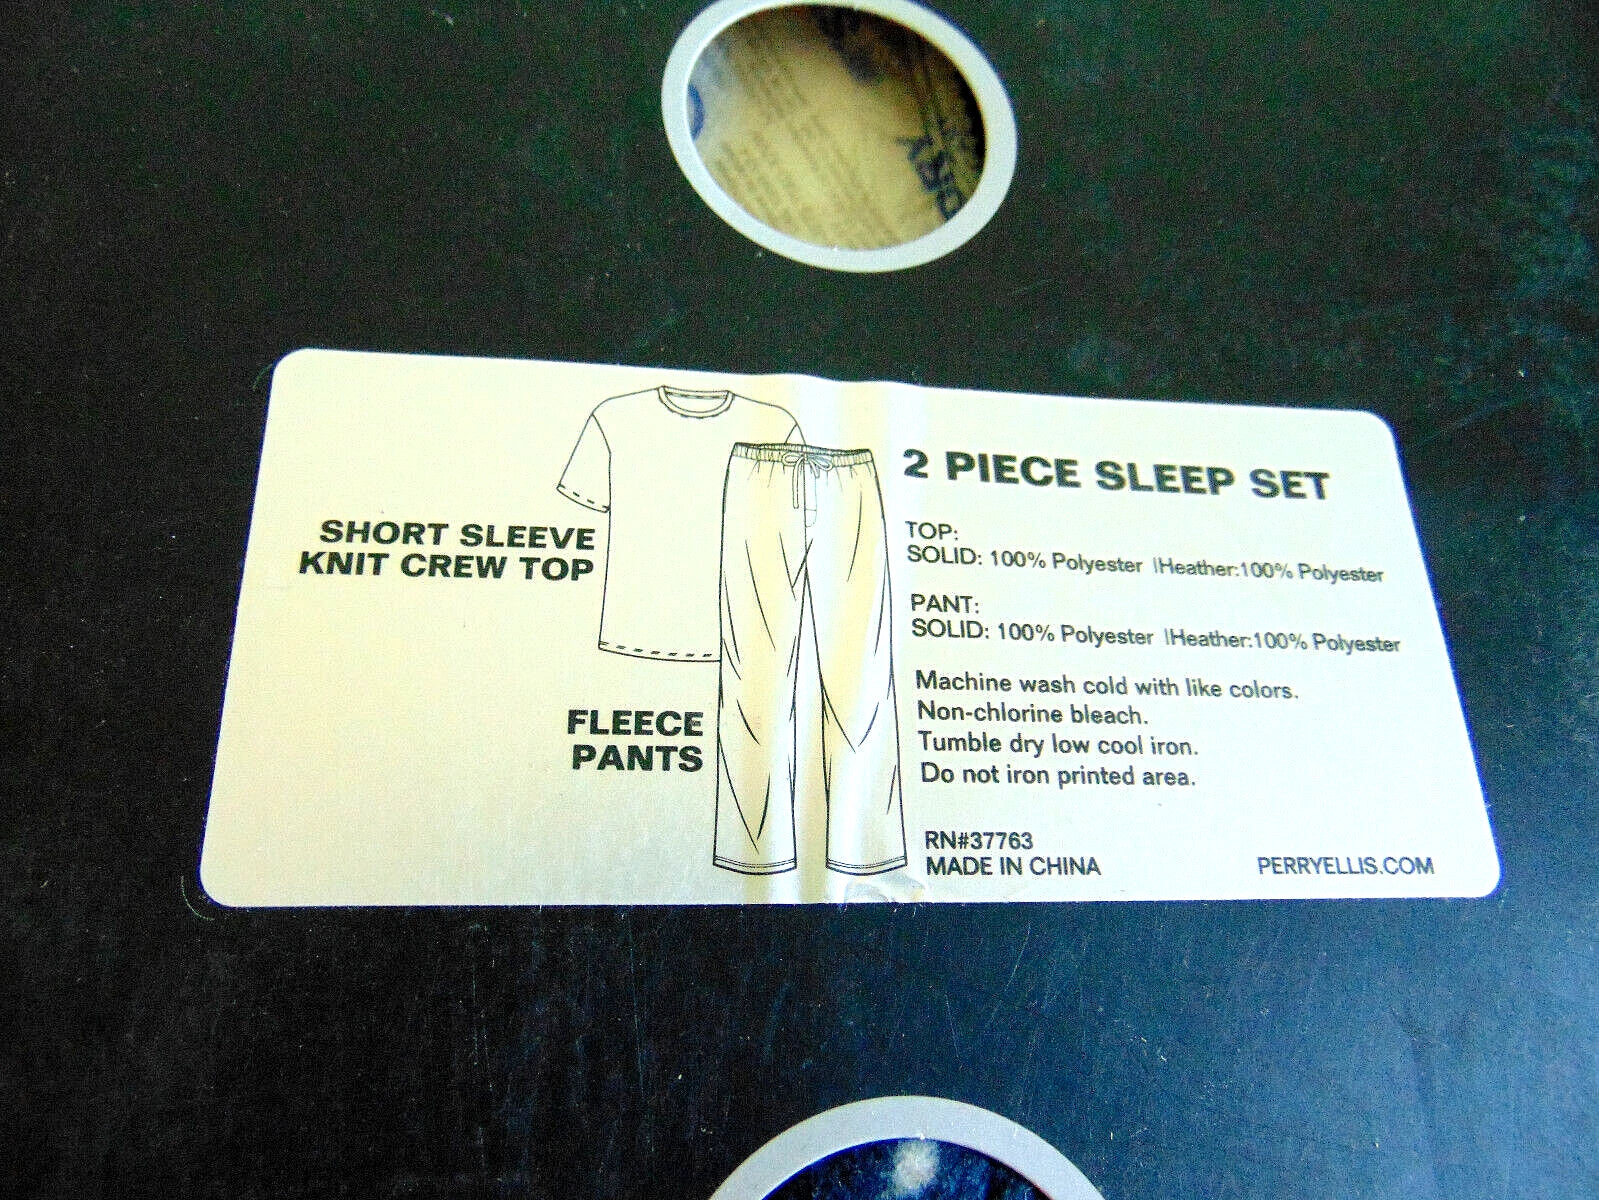 DRY
SHORT SLEEVE
KNIT CREW TOP
FLEECE
PANTS
2 PIECE SLEEP SET
TOP:
SOLID: 100% Polyester |Heather:100% Polyester
PANT:
SOLID: 100% Polyester |Heather:100% Polyester
Machine wash cold with like colors.
Non-chlorine bleach.
Tumble dry low cool iron.
Do not iron printed area.
RN#37763
MADE IN CHINA
PERRYELLIS.COM